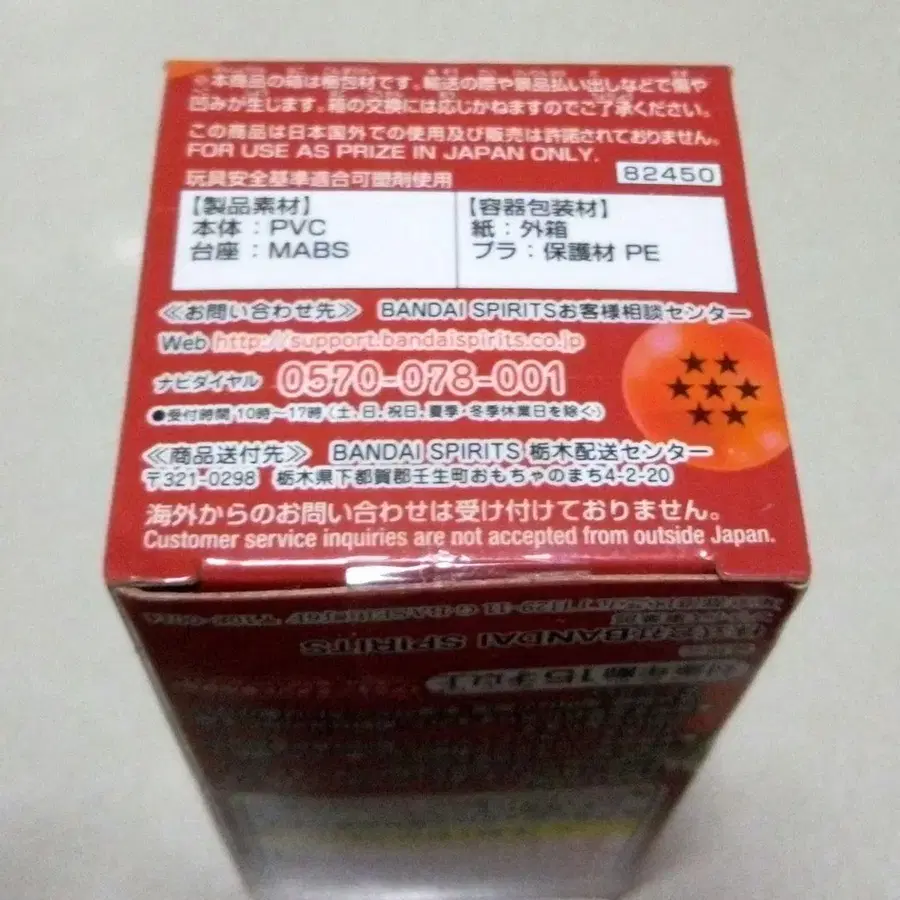 ※本商品の箱は梱包材です。輸送の際や景品払い出しなどで傷や
凹みが生じます。箱の交換には応じかねますのでご了承ください。
この商品は日本国外での使用及び販売は許諾されておりません。
FOR USE AS PRIZE IN JAPAN ONLY.
玩具安全基準適合可塑剤使用
82450
【製品素材】
本体：PVC
台座：MABS
【容器包装材】
紙：外箱
プラ：保護材 PE
≪お問い合わせ先≫ BANDAI SPIRITSお客様相談センター
Web http://support.bandaispirits.co.jp
ナビダイヤル 0570-078-001
●受付時間 10時～17時（土、日、祝日、夏季・冬季休業日を除く）
≪商品送付先≫ BANDAI SPIRITS 栃木配送センター
〒321-0298 栃木県下都賀郡壬生町おもちゃのまち4-2-20
海外からのお問い合わせは受け付けておりません。
Customer service inquiries are not accepted from outside Japan.
BANDAI SPIRITS